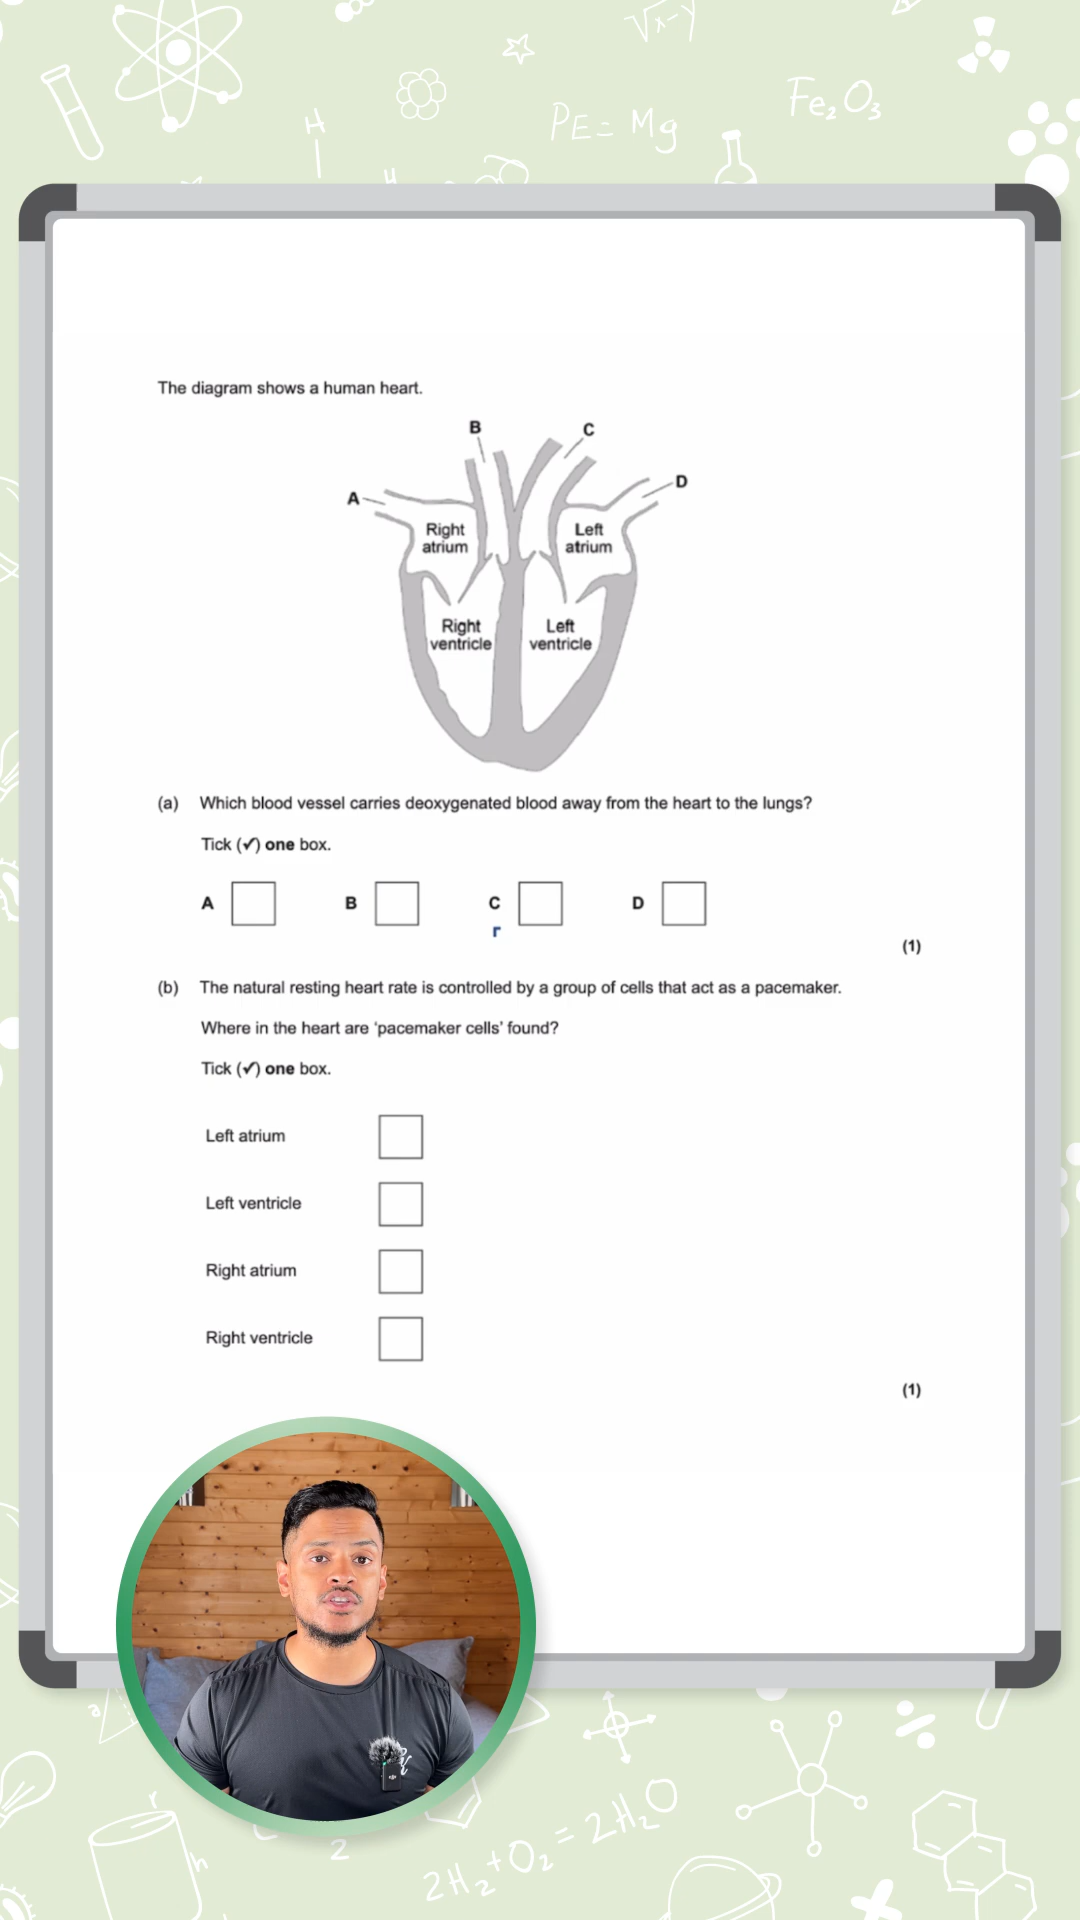 √x-y
Fe₂O₃
PE= Mg
H
H
The diagram shows a human heart.
B
C
A
D
Right
atrium
Left
atrium
Right
ventricle
Left
ventricle
(a) Which blood vessel carries deoxygenated blood away from the heart to the lungs?
Tick (✓) one box.
A
B
C
D
r
(1)
(b) The natural resting heart rate is controlled by a group of cells that act as a pacemaker.
Where in the heart are ‘pacemaker cells’ found?
Tick (✓) one box.
Left atrium
Left ventricle
Right atrium
Right ventricle
(1)
a
r
h
2
2H₂+O₂=2H₂O